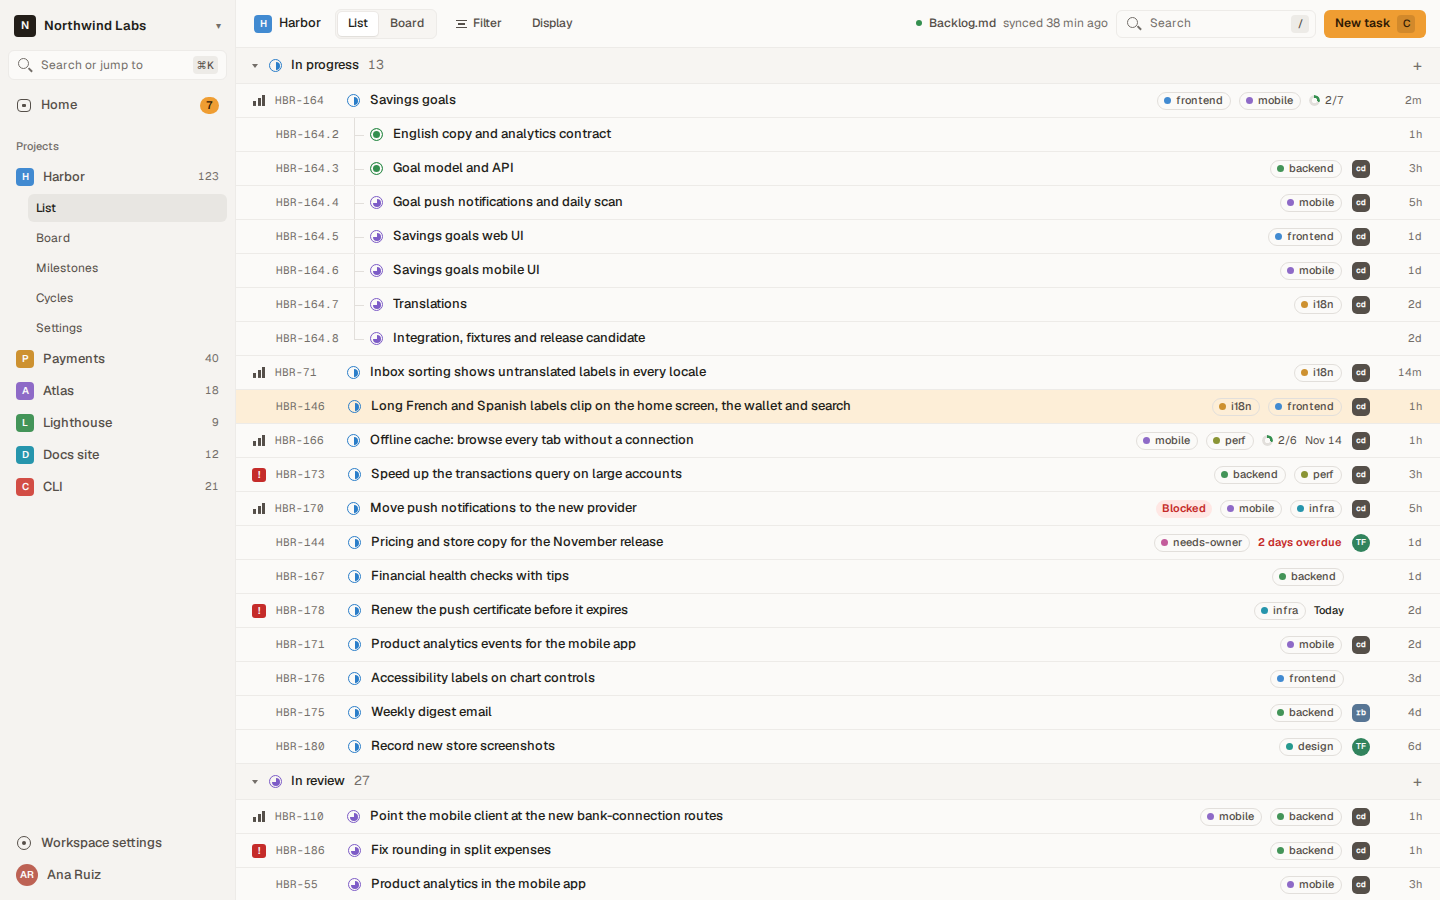 N Northwind Labs
Search or jump to ⌘K
Home 7
Projects
H Harbor 123
List
Board
Milestones
Cycles
Settings
P Payments 40
A Atlas 18
L Lighthouse 9
D Docs site 12
C CLI 21
Workspace settings
AR Ana Ruiz
H Harbor List Board Filter Display Backlog.md synced 38 min ago Search / New task C
In progress 13 +
HBR-164 Savings goals frontend mobile 2/7 2m
HBR-164.2 English copy and analytics contract 1h
HBR-164.3 Goal model and API backend cd 3h
HBR-164.4 Goal push notifications and daily scan mobile cd 5h
HBR-164.5 Savings goals web UI frontend cd 1d
HBR-164.6 Savings goals mobile UI mobile cd 1d
HBR-164.7 Translations i18n cd 2d
HBR-164.8 Integration, fixtures and release candidate 2d
HBR-71 Inbox sorting shows untranslated labels in every locale i18n cd 14m
HBR-146 Long French and Spanish labels clip on the home screen, the wallet and search i18n frontend cd 1h
HBR-166 Offline cache: browse every tab without a connection mobile perf 2/6 Nov 14 cd 1h
! HBR-173 Speed up the transactions query on large accounts backend perf cd 3h
HBR-170 Move push notifications to the new provider Blocked mobile infra cd 5h
HBR-144 Pricing and store copy for the November release needs-owner 2 days overdue TF 1d
HBR-167 Financial health checks with tips backend 1d
! HBR-178 Renew the push certificate before it expires infra Today 2d
HBR-171 Product analytics events for the mobile app mobile cd 2d
HBR-176 Accessibility labels on chart controls frontend 3d
HBR-175 Weekly digest email backend rb 4d
HBR-180 Record new store screenshots design TF 6d
In review 27 +
HBR-110 Point the mobile client at the new bank-connection routes mobile backend cd 1h
! HBR-186 Fix rounding in split expenses backend cd 1h
HBR-55 Product analytics in the mobile app mobile cd 3h